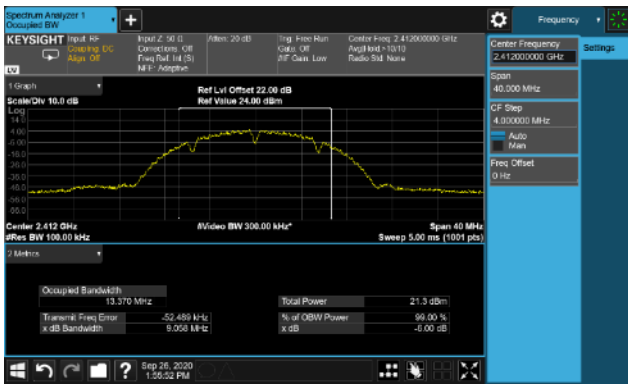 Spectrum Analyzer 1
Occupied BW
Frequency
KEYSIGHT
Input: RF
Coupling: DC
Align: Off
Input Z: 50 Ω
Corrections: Off
Freq Ref: Int (S)
NFE: Adaptive
Atten: 20 dB
Trig: Free Run
Gate: Off
#IF Gain: Low
Center Freq: 2.412000000 GHz
Avg|Hold:>10/10
Radio Std: None
LXI
Center Frequency
2.412000000 GHz
Settings
Span
40.000 MHz
CF Step
4.000000 MHz
Auto
Man
Freq Offset
0 Hz
1 Graph
Scale/Div 10.0 dB
Ref Lvl Offset 22.00 dB
Ref Value 24.00 dBm
Log
14.0
4.00
-6.00
-16.0
-26.0
-36.0
-46.0
-56.0
-66.0
Center 2.412 GHz
#Video BW 300.00 kHz*
Span 40 MHz
#Res BW 100.00 kHz
Sweep 5.00 ms (1001 pts)
2 Metrics
Occupied Bandwidth
13.370 MHz
Total Power
21.3 dBm
Transmit Freq Error
-52.489 kHz
% of OBW Power
99.00 %
x dB Bandwidth
9.058 MHz
x dB
-6.00 dB
Sep 26, 2020
1:55:52 PM